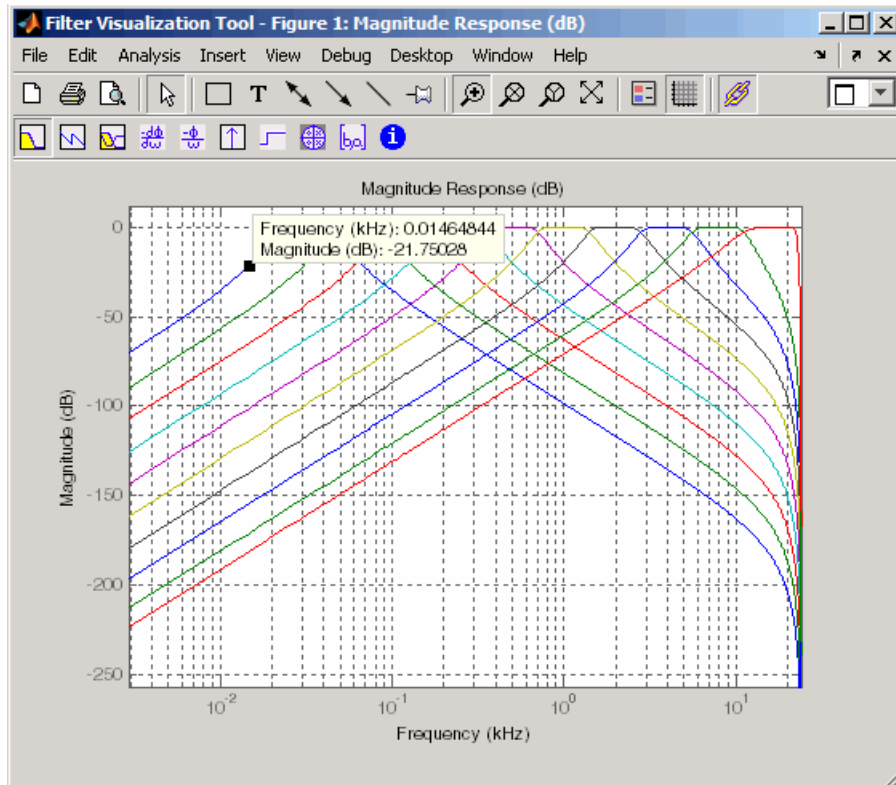 Filter Visualization Tool - Figure 1: Magnitude Response (dB)
File Edit Analysis Insert View Debug Desktop Window Help
T
[b,a]
Magnitude Response (dB)
Frequency (kHz): 0.01464844
Magnitude (dB): -21.75028
0
-50
-100
-150
-200
-250
Magnitude (dB)
10^-2 10^-1 10^0 10^1
Frequency (kHz)